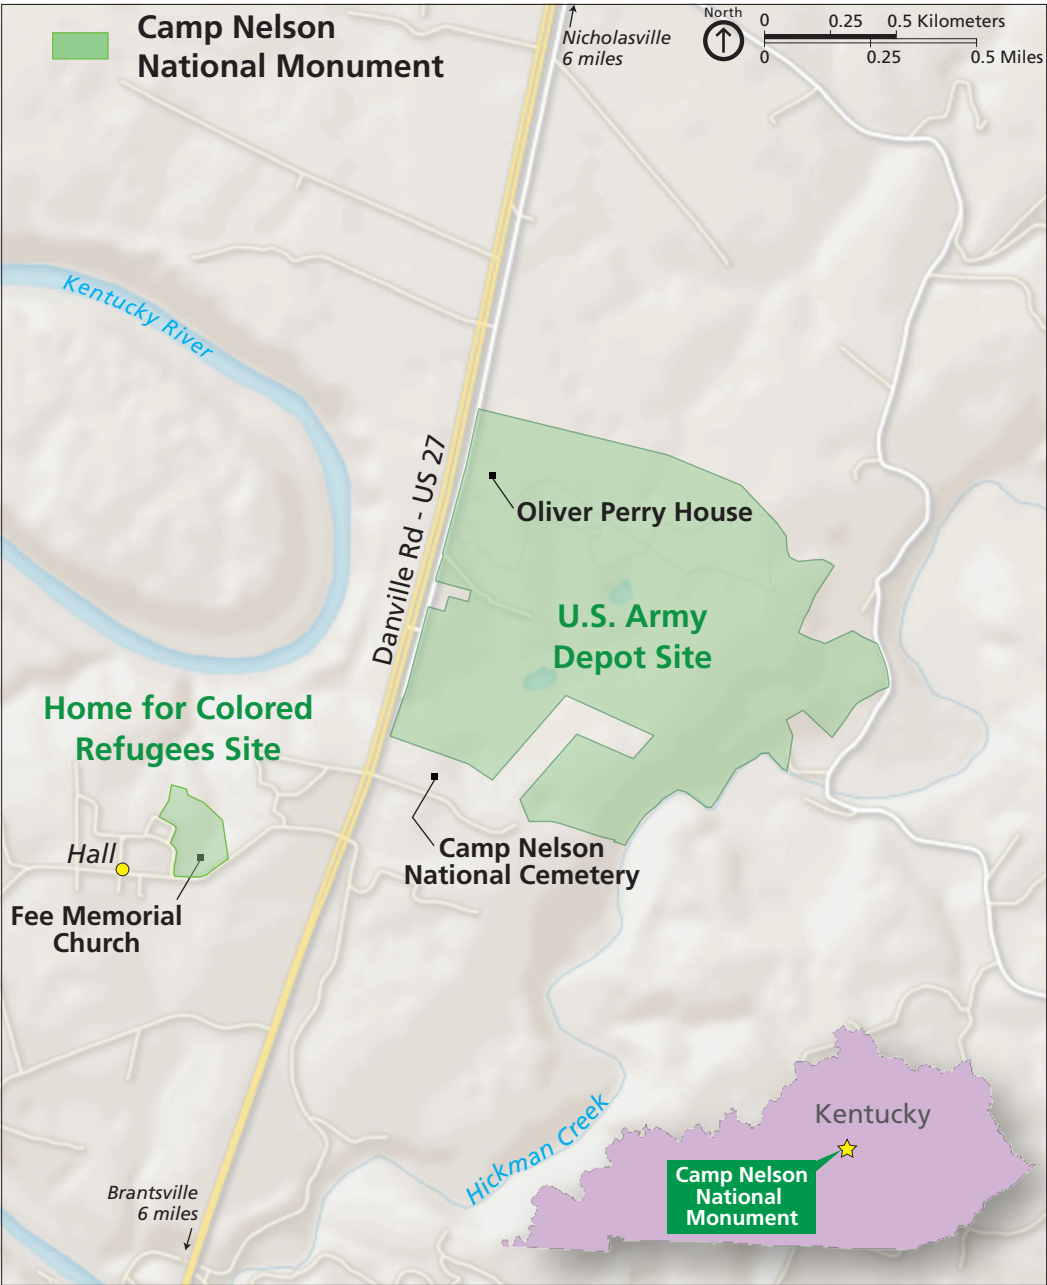 Camp Nelson
National Monument
Nicholasville
6 miles
North
0 0.25 0.5 Kilometers
0 0.25 0.5 Miles
Kentucky River
Danville Rd - US 27
Oliver Perry House
U.S. Army
Depot Site
Home for Colored
Refugees Site
Hall
Fee Memorial
Church
Camp Nelson
National Cemetery
Hickman Creek
Brantsville
6 miles
Kentucky
Camp Nelson
National
Monument